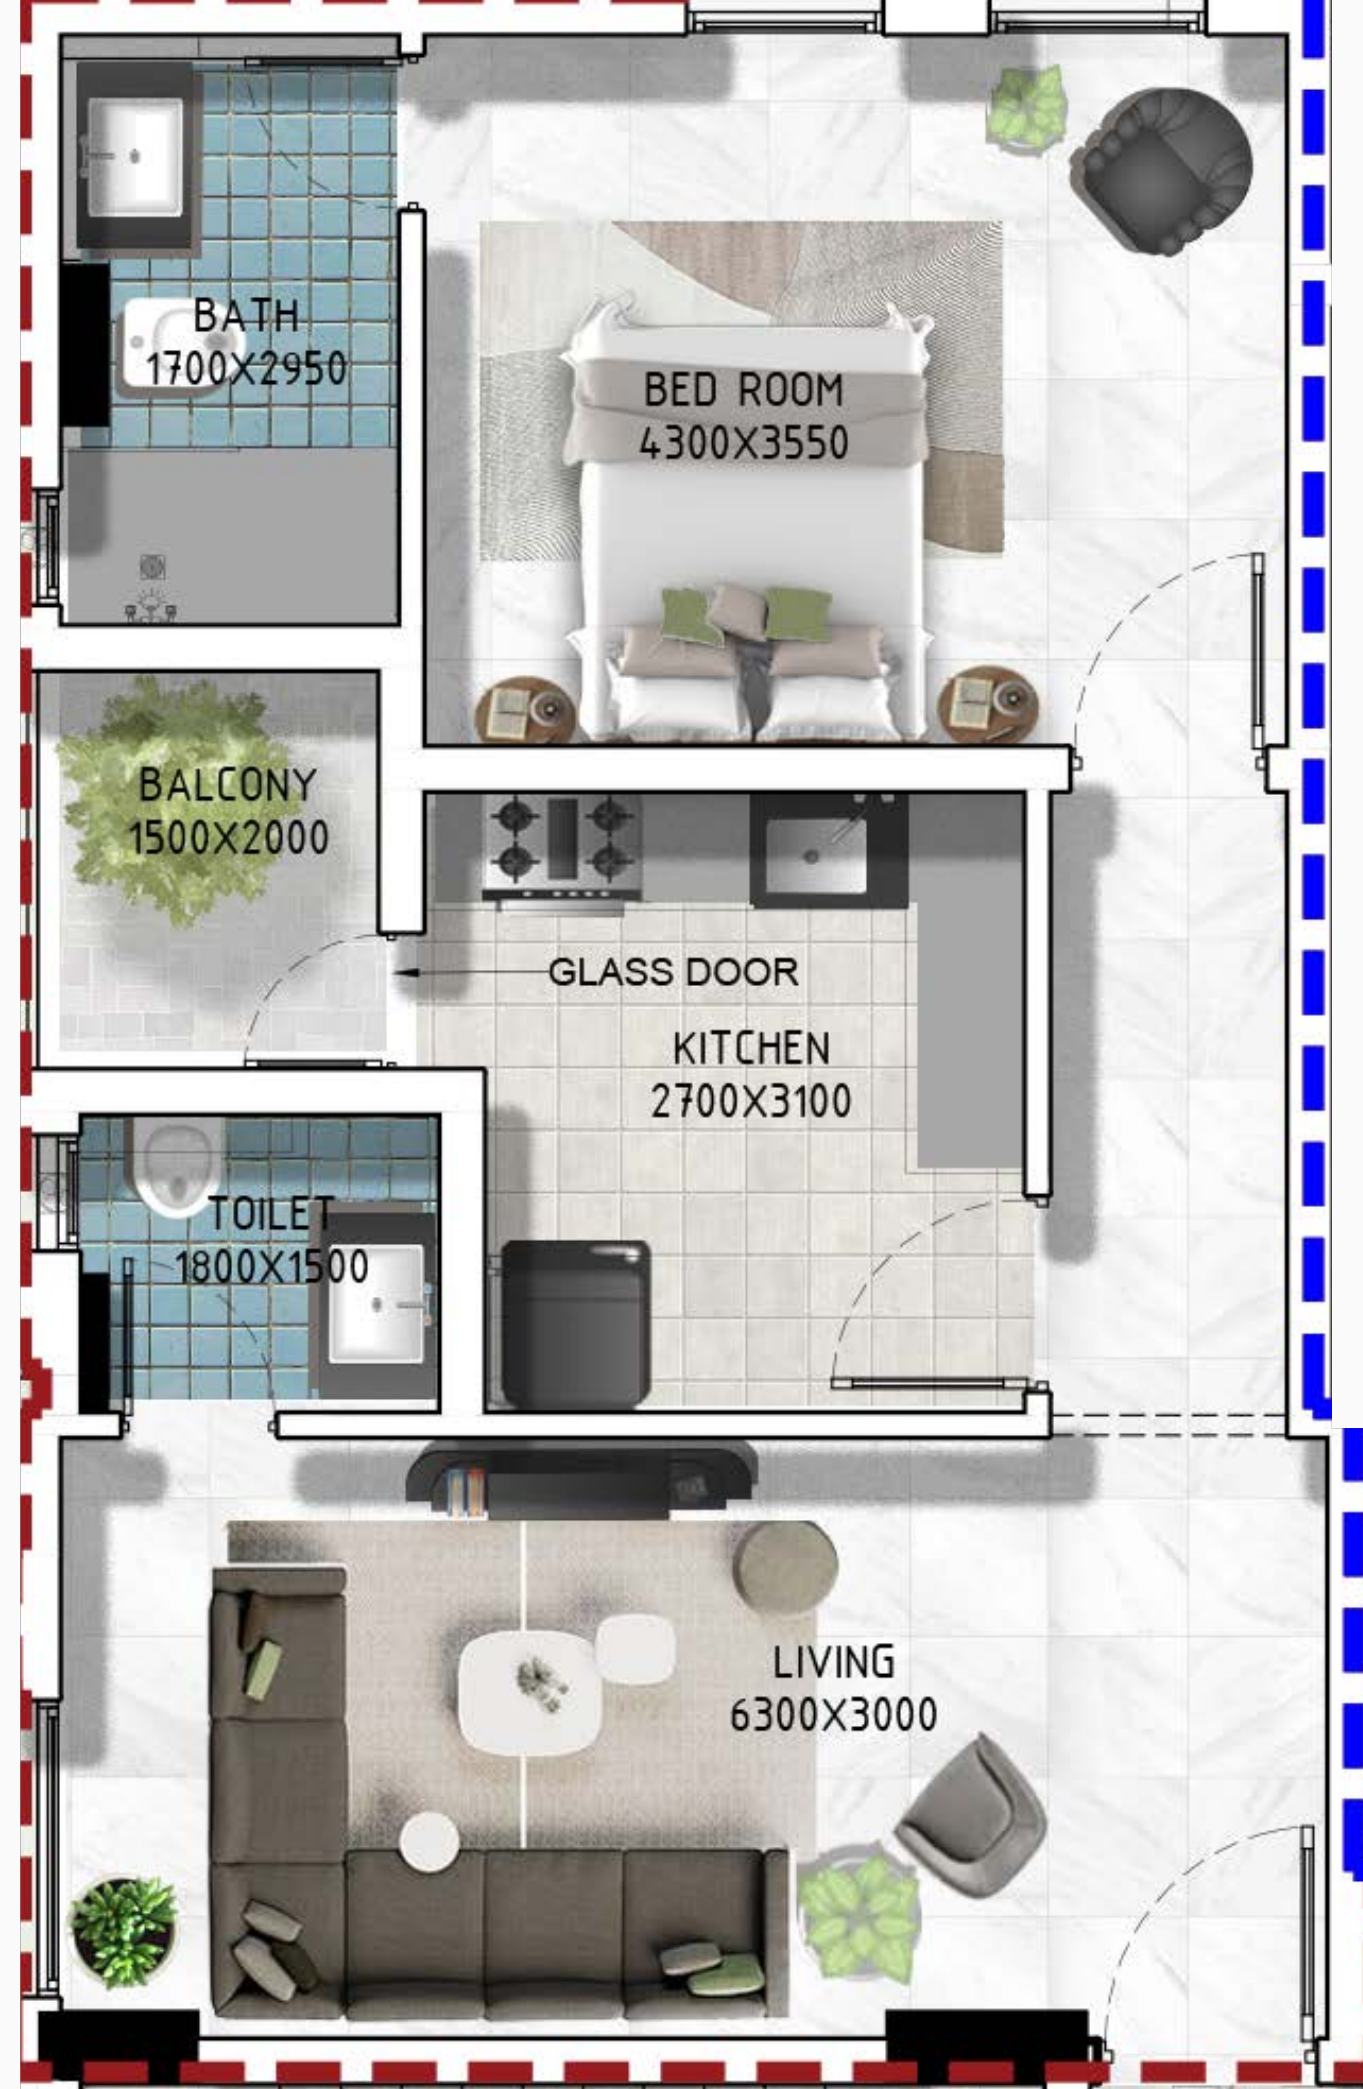 BATH
1700X2950
BED ROOM
4300X3550
BALCONY
1500X2000
GLASS DOOR
KITCHEN
2700X3100
TOILET
1800X1500
LIVING
6300X3000